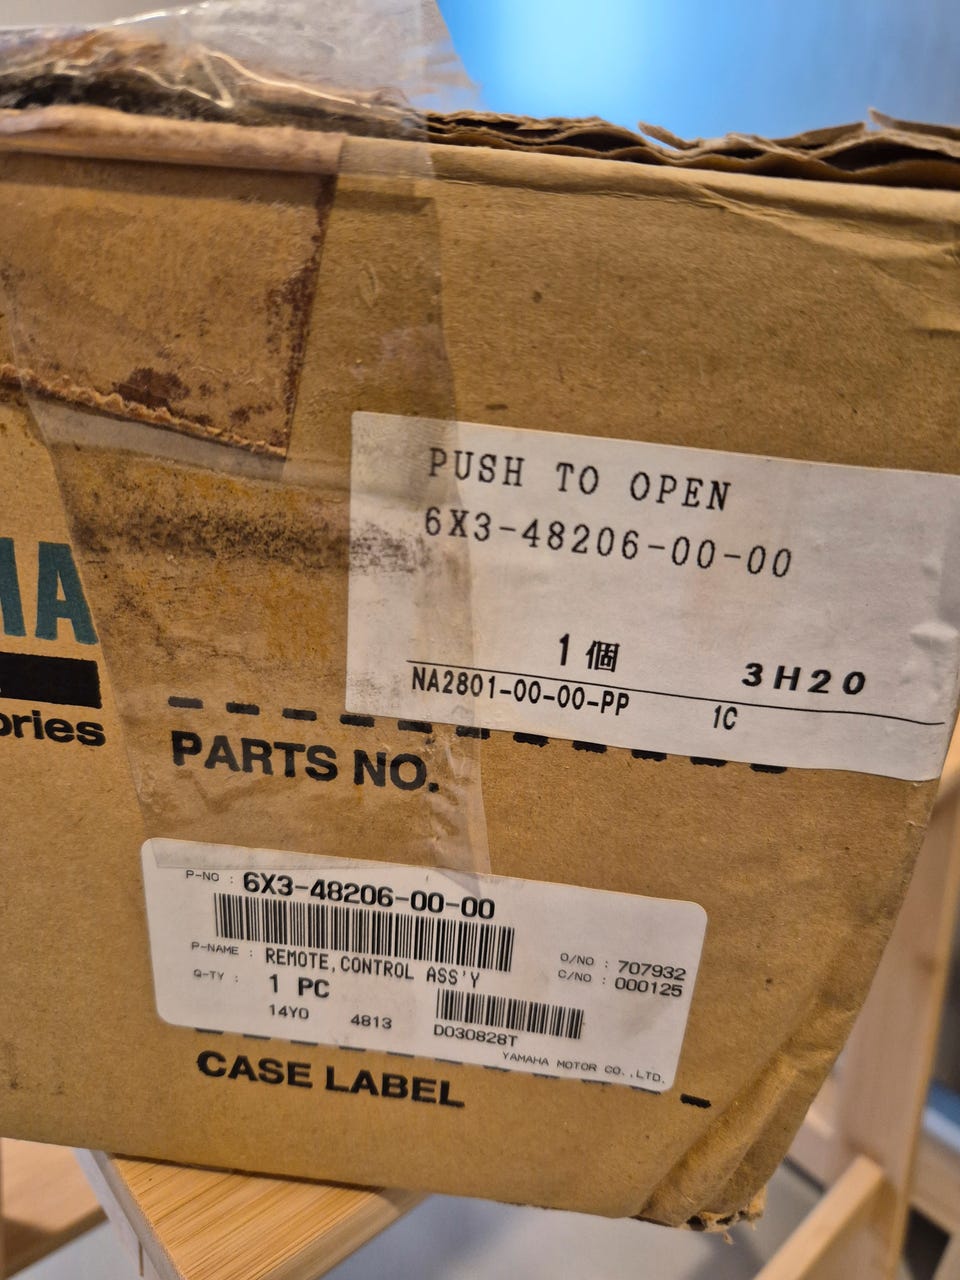 PUSH TO OPEN
6X3-48206-00-00
1個 3H20
NA2801-00-00-PP 1C
HA
ories
PARTS NO.
P-NO : 6X3-48206-00-00
P-NAME : REMOTE,CONTROL ASS'Y
O/NO : 707932
Q-TY : 1 PC
C/NO : 000125
14Y0 4813 D030828T
YAMAHA MOTOR CO.,LTD.
CASE LABEL